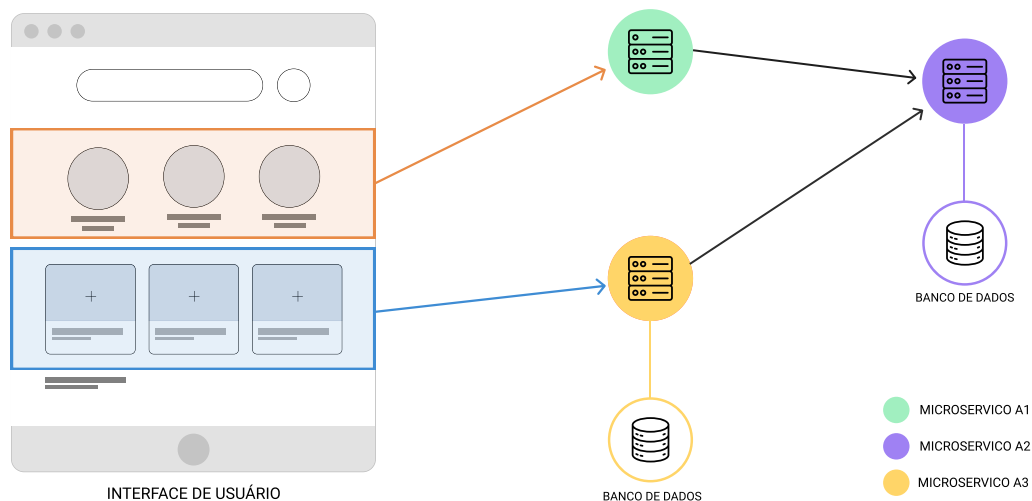 BANCO DE DADOS
MICROSERVICO A1
MICROSERVICO A2
MICROSERVICO A3
INTERFACE DE USUÁRIO
BANCO DE DADOS